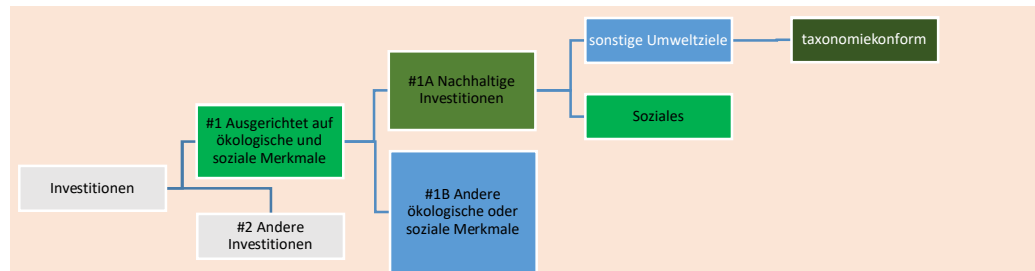 sonstige Umweltziele
taxonomiekonform
#1A Nachhaltige
Investitionen
#1 Ausgerichtet auf
ökologische und
soziale Merkmale
Soziales
Investitionen
#1B Andere
ökologische oder
soziale Merkmale
#2 Andere
Investitionen